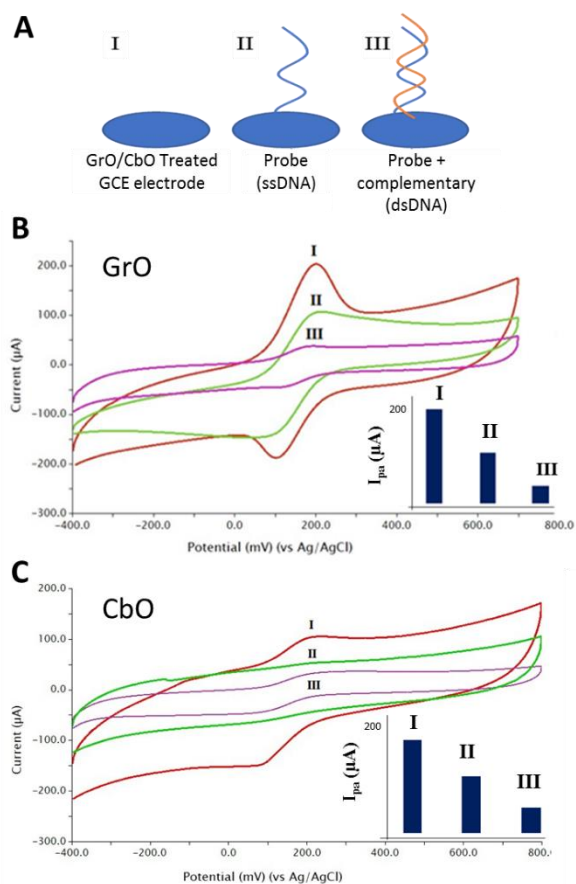 A
I II III
GrO/CbO Treated
GCE electrode
Probe
(ssDNA)
Probe +
complementary
(dsDNA)
B
GrO
I
II
III
200.0
100.0
0.0
-100.0
-200.0
-300.0
Current (µA)
-400.0 -200.0 0.0 200.0 400.0 600.0 800.0
Potential (mV) (vs Ag/AgCl)
200
Ipa (µA)
I
II
III
C
CbO
I
II
III
200.0
100.0
0.0
-100.0
-200.0
-300.0
Current (µA)
-400.0 -200.0 0.0 200.0 400.0 600.0 800.0
Potential (mV) (vs Ag/AgCl)
200
Ipa (µA)
I
II
III